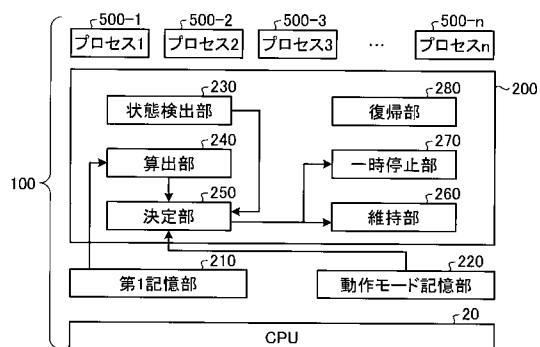 500-1 500-2 500-3 500-n
プロセス1 プロセス2 プロセス3 … プロセスn
200
230 280
状態検出部 復帰部
240 270
算出部 一時停止部
100
250 260
決定部 維持部
210 220
第1記憶部 動作モード記憶部
20
CPU